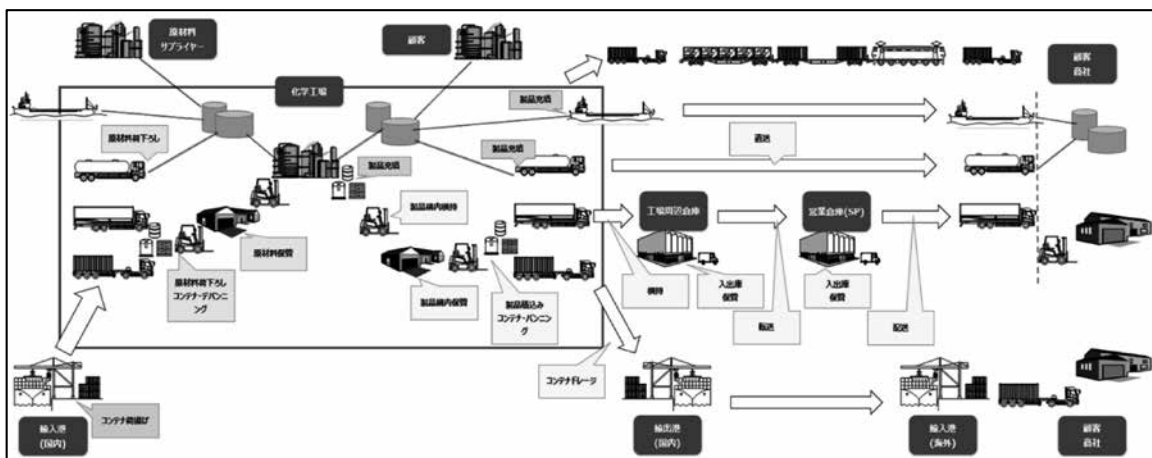 原材料
サプライヤー
顧客
化学工場
原材料荷下ろし
製品充填
製品充填
製品充填
製品構内横持
原材料保管
原材料荷下ろし
コンテナーデバンニング
製品構内保管
製品積込み
コンテナーバンニング
直送
工場周辺倉庫
営業倉庫(SP)
横持
入出庫
保管
転送
入出庫
保管
配送
コンテナドレージ
輸入港
(国内)
輸出港
(国内)
輸入港
(海外)
顧客
商社
顧客
商社